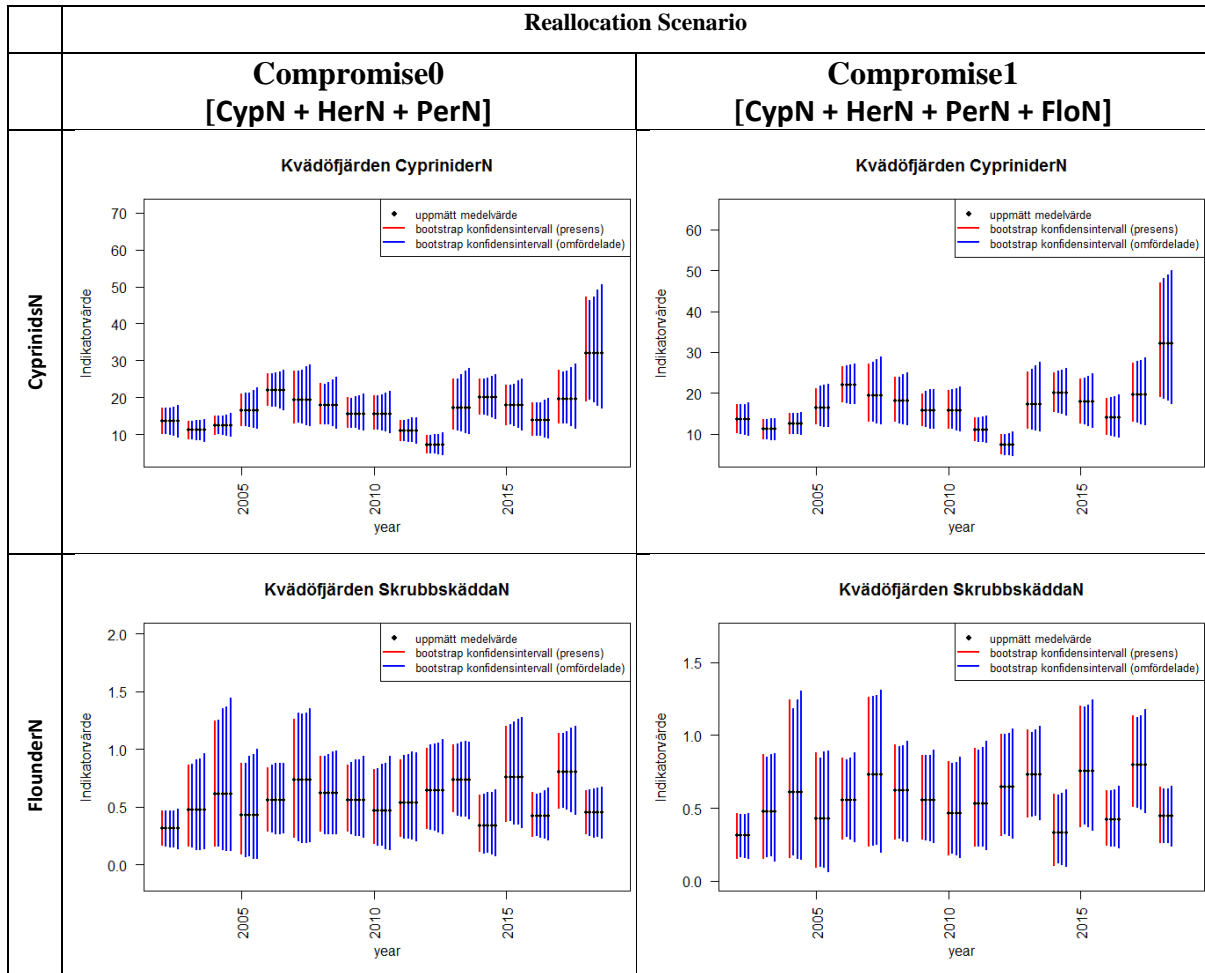 Reallocation Scenario
Compromise0
[CypN + HerN + PerN]
Compromise1
[CypN + HerN + PerN + FloN]
CyprinidsN
Kvädöfjärden CypriniderN
uppmätt medelvärde
bootstrap konfidensintervall (presens)
bootstrap konfidensintervall (omfördelade)
Indikatorvärde
70
60
50
40
30
20
10
2005
2010
2015
year
Kvädöfjärden CypriniderN
uppmätt medelvärde
bootstrap konfidensintervall (presens)
bootstrap konfidensintervall (omfördelade)
Indikatorvärde
60
50
40
30
20
10
2005
2010
2015
year
FlounderN
Kvädöfjärden SkrubbskäddaN
uppmätt medelvärde
bootstrap konfidensintervall (presens)
bootstrap konfidensintervall (omfördelade)
Indikatorvärde
2.0
1.5
1.0
0.5
0.0
2005
2010
2015
year
Kvädöfjärden SkrubbskäddaN
uppmätt medelvärde
bootstrap konfidensintervall (presens)
bootstrap konfidensintervall (omfördelade)
Indikatorvärde
1.5
1.0
0.5
0.0
2005
2010
2015
year